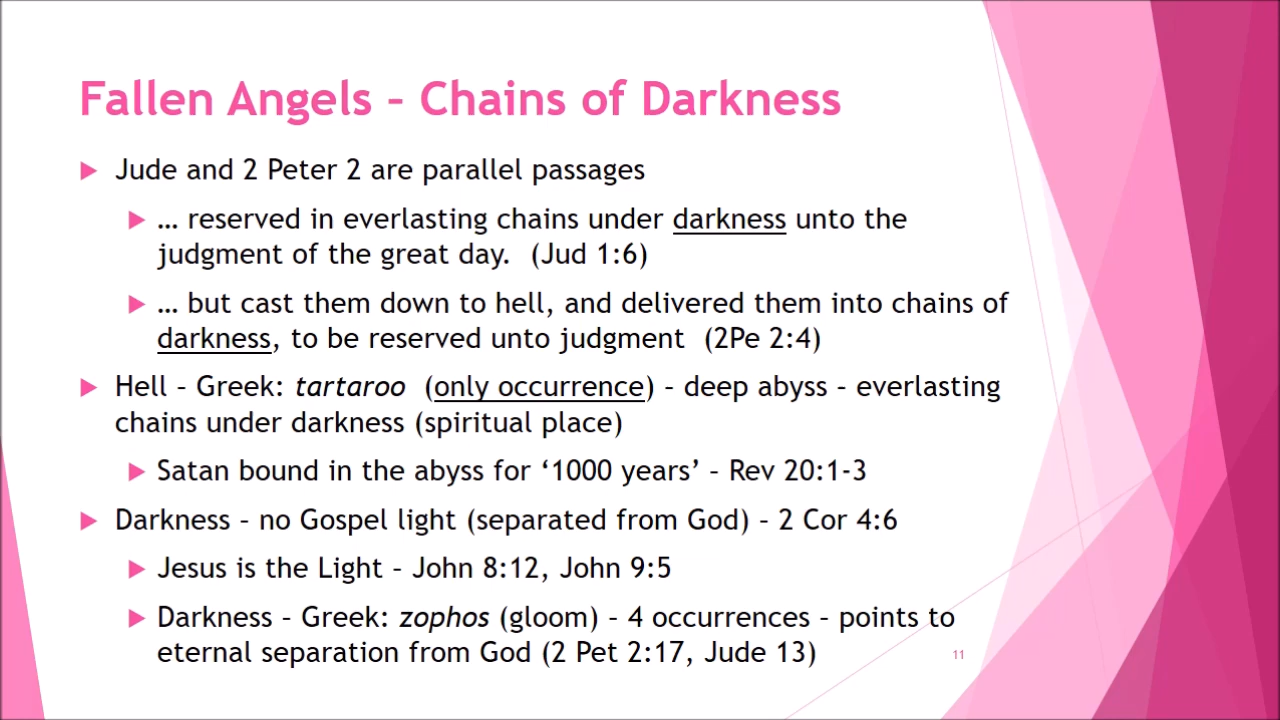 Fallen Angels – Chains of Darkness
Jude and 2 Peter 2 are parallel passages
… reserved in everlasting chains under darkness unto the
judgment of the great day.  (Jud 1:6)
… but cast them down to hell, and delivered them into chains of
darkness, to be reserved unto judgment  (2Pe 2:4)
Hell – Greek: tartaroo  (only occurrence) – deep abyss – everlasting
chains under darkness (spiritual place)
Satan bound in the abyss for ‘1000 years’ – Rev 20:1-3
Darkness – no Gospel light (separated from God) – 2 Cor 4:6
Jesus is the Light – John 8:12, John 9:5
Darkness – Greek: zophos (gloom) – 4 occurrences – points to
eternal separation from God (2 Pet 2:17, Jude 13)
11